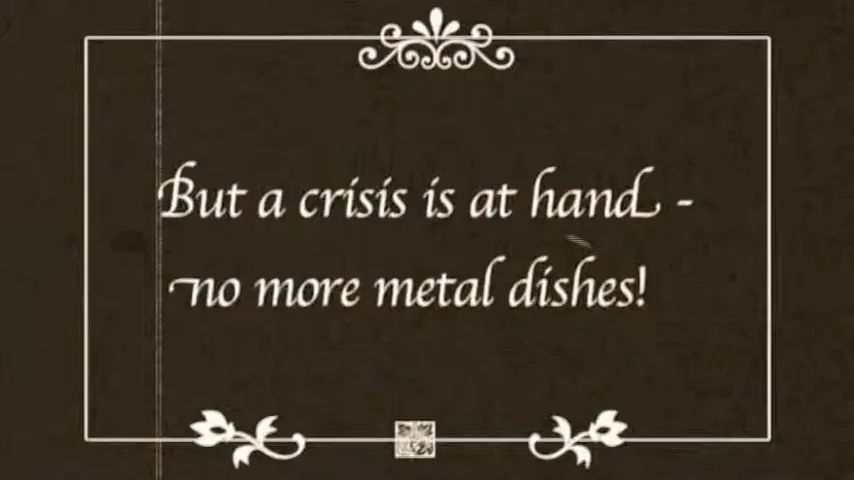 But a crisis is at hand -
no more metal dishes!